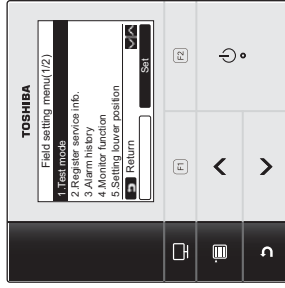 TOSHIBA
Field setting menu(1/2)
1.Test mode
2.Register service info.
3.Alarm history
4.Monitor function
5.Setting louver position
Return
Set
F1
F2